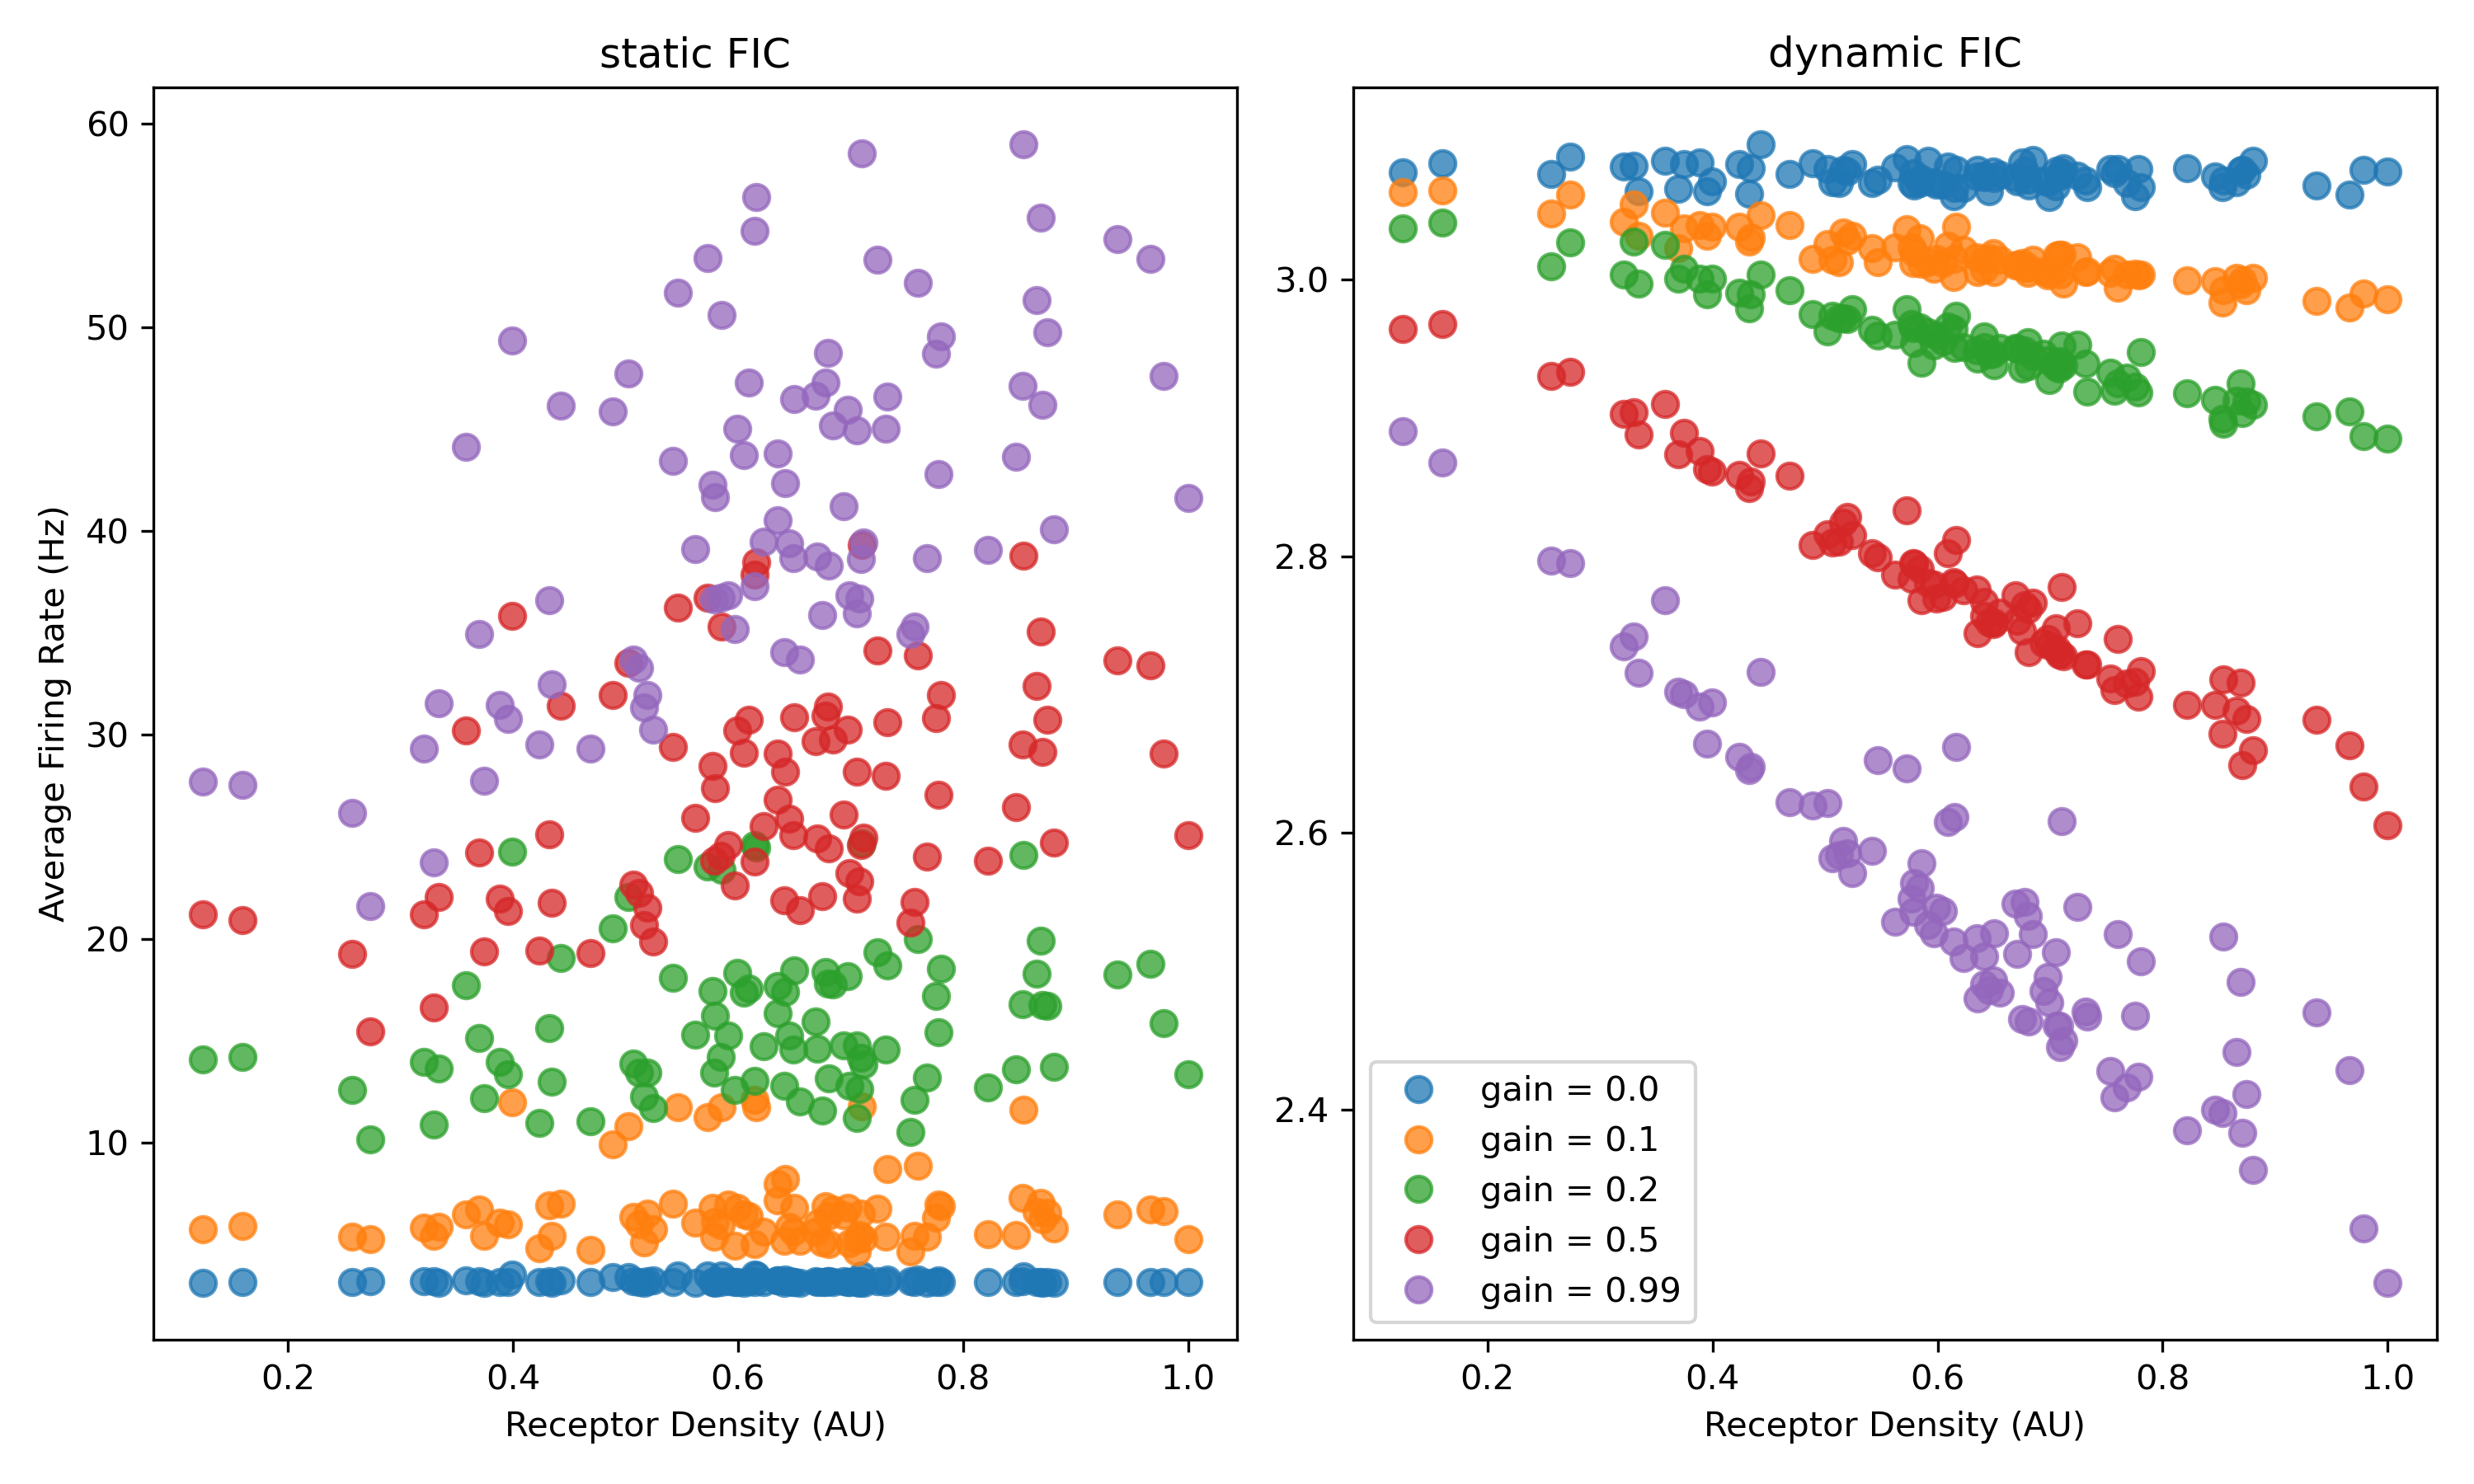 static FIC
60
50
40
30
20
10
Average Firing Rate (Hz)
0.2 0.4 0.6 0.8 1.0
Receptor Density (AU)
dynamic FIC
3.0
2.8
2.6
2.4
gain = 0.0
gain = 0.1
gain = 0.2
gain = 0.5
gain = 0.99
0.2 0.4 0.6 0.8 1.0
Receptor Density (AU)